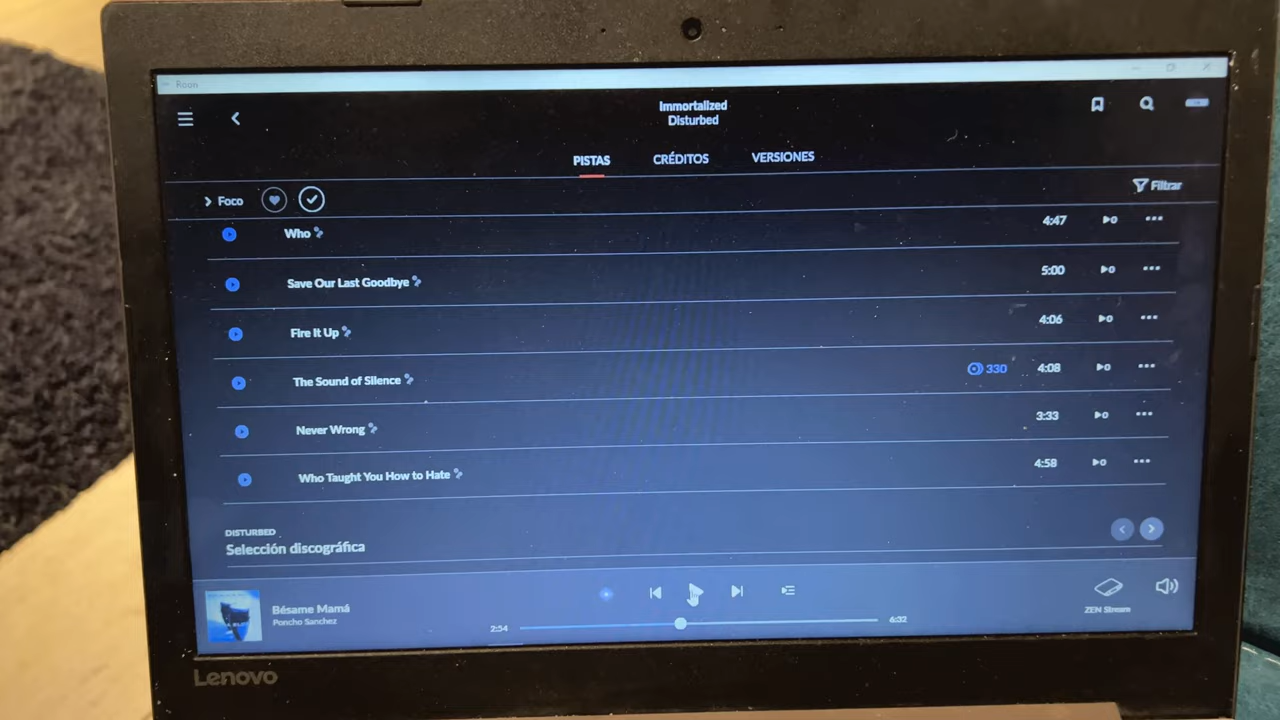 Roon
Immortalized
Disturbed
PISTAS CRÉDITOS VERSIONES
Foco Filtrar
Who 4:47
Save Our Last Goodbye 5:00
Fire It Up 4:06
The Sound of Silence 330 4:08
Never Wrong 3:33
Who Taught You How to Hate 4:58
DISTURBED
Selección discográfica
Bésame Mamá
Poncho Sanchez
2:54 6:32
ZEN Stream
Lenovo